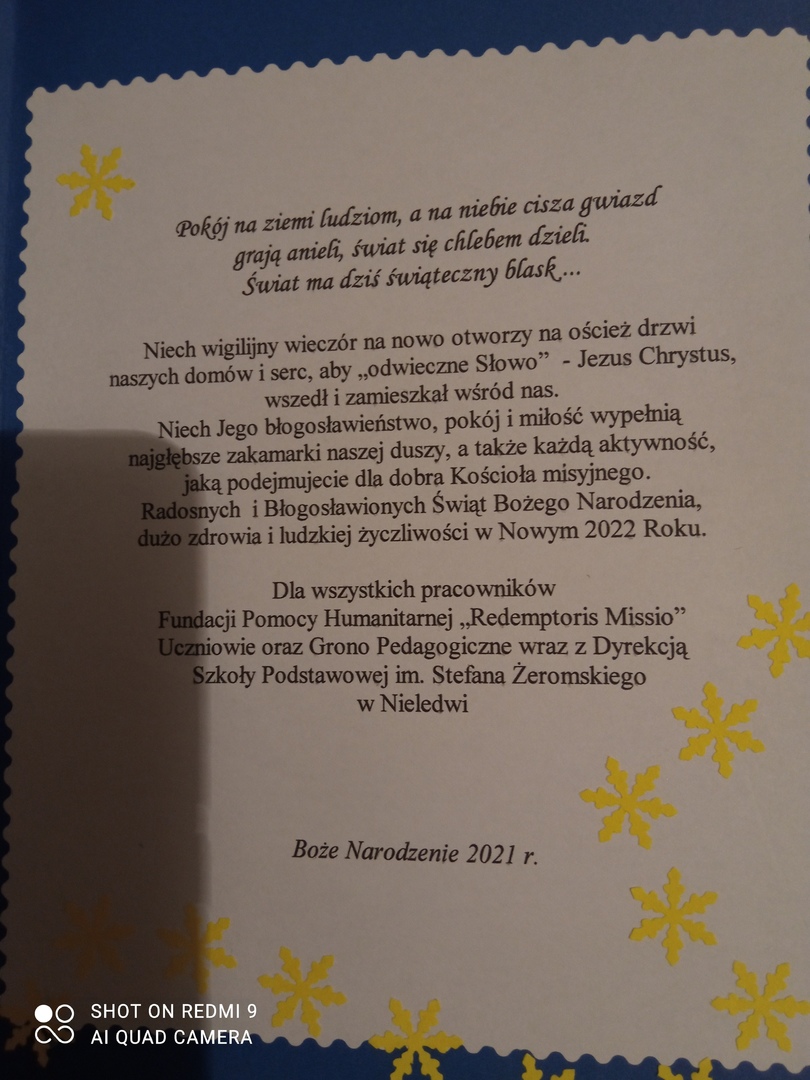 Pokój na ziemi ludziom, a na niebie cisza gwiazd
grają anieli, świat się chlebem dzieli.
Świat ma dziś świąteczny blask...
Niech wigilijny wieczór na nowo otworzy na oścież drzwi
naszych domów i serc, aby „odwieczne Słowo” - Jezus Chrystus,
wszedł i zamieszkał wśród nas.
Niech Jego błogosławieństwo, pokój i miłość wypełnią
najgłębsze zakamarki naszej duszy, a także każdą aktywność,
jaką podejmujecie dla dobra Kościoła misyjnego.
Radosnych i Błogosławionych Świąt Bożego Narodzenia,
dużo zdrowia i ludzkiej życzliwości w Nowym 2022 Roku.
Dla wszystkich pracowników
Fundacji Pomocy Humanitarnej „Redemptoris Missio”
Uczniowie oraz Grono Pedagogiczne wraz z Dyrekcją
Szkoły Podstawowej im. Stefana Żeromskiego
w Nieledwi
Boże Narodzenie 2021 r.
SHOT ON REDMI 9
AI QUAD CAMERA